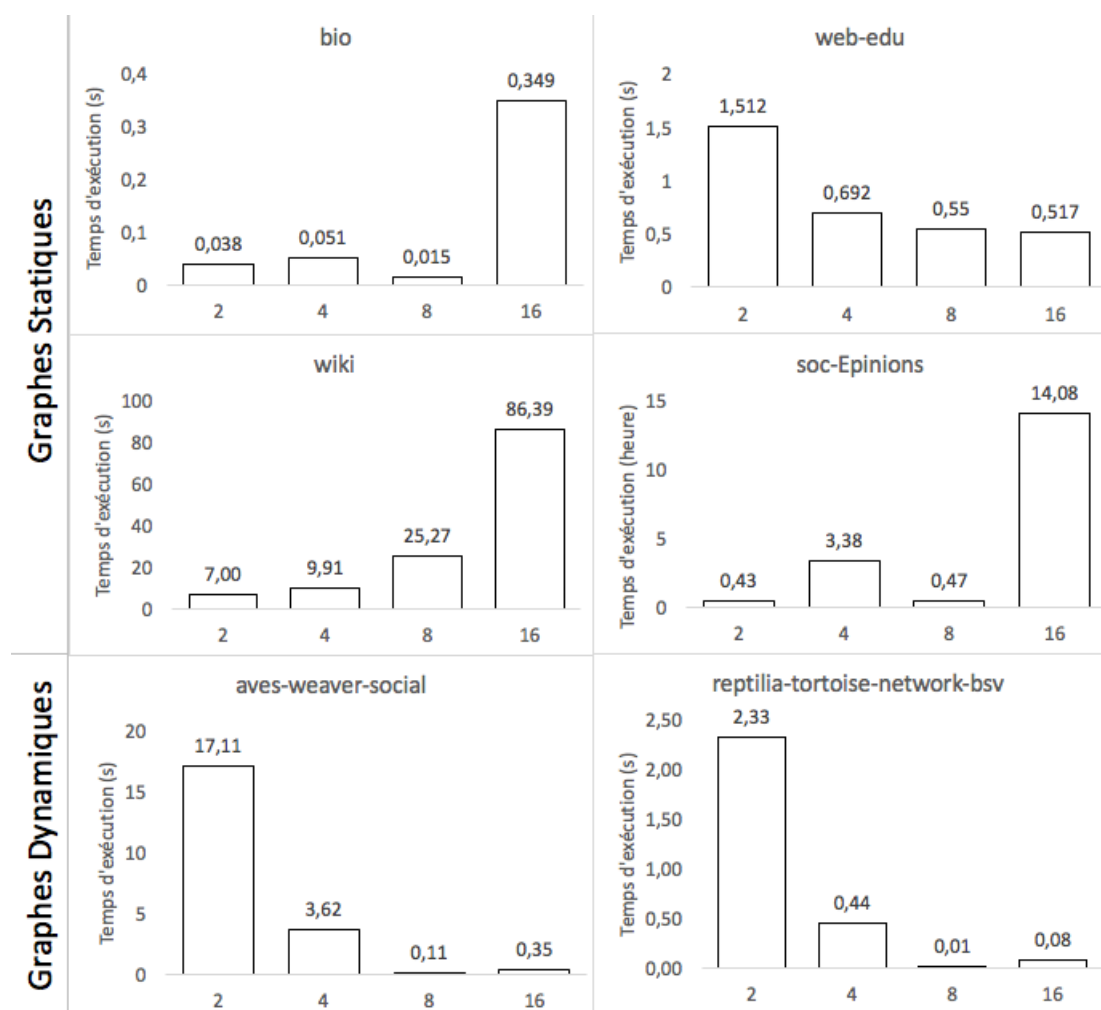 Graphes Statiques
bio
Temps d'exécution (s)
0,4
0,3
0,2
0,1
0
0,038
0,051
0,015
0,349
2 4 8 16
web-edu
Temps d'exécution (s)
2
1,5
1
0,5
0
1,512
0,692
0,55
0,517
2 4 8 16
wiki
Temps d'exécution (s)
100
80
60
40
20
0
7,00
9,91
25,27
86,39
2 4 8 16
soc-Epinions
Temps d'exécution (heure)
15
10
5
0
0,43
3,38
0,47
14,08
2 4 8 16
Graphes Dynamiques
aves-weaver-social
Temps d'exécution (s)
20
15
10
5
0
17,11
3,62
0,11
0,35
2 4 8 16
reptilia-tortoise-network-bsv
Temps d'exécution (s)
2,50
2,00
1,50
1,00
0,50
0,00
2,33
0,44
0,01
0,08
2 4 8 16